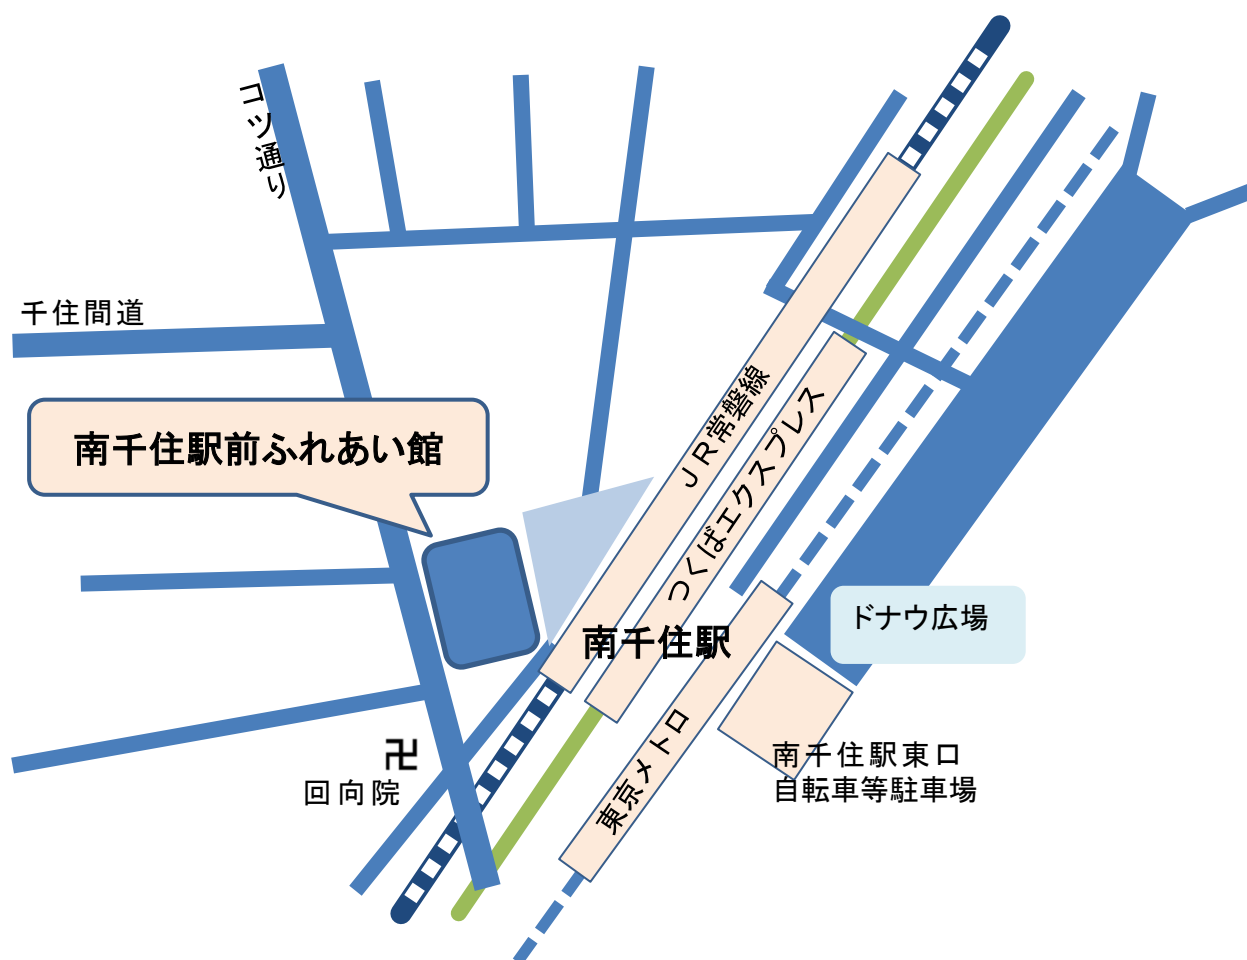 コツ通り
千住間道
南千住駅前ふれあい館
JR常磐線
つくばエクスプレス
ドナウ広場
南千住駅
東京メトロ
卍
回向院
南千住駅東口
自転車等駐車場